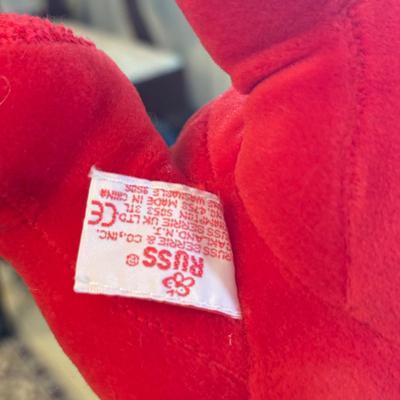 RUSS®
RUSS BERRIE & CO., INC.
OAKLAND, N.J.
RUSS BERRIE UK LTD CE
SO53 3TL
MADE IN CHINA
WASHABLE